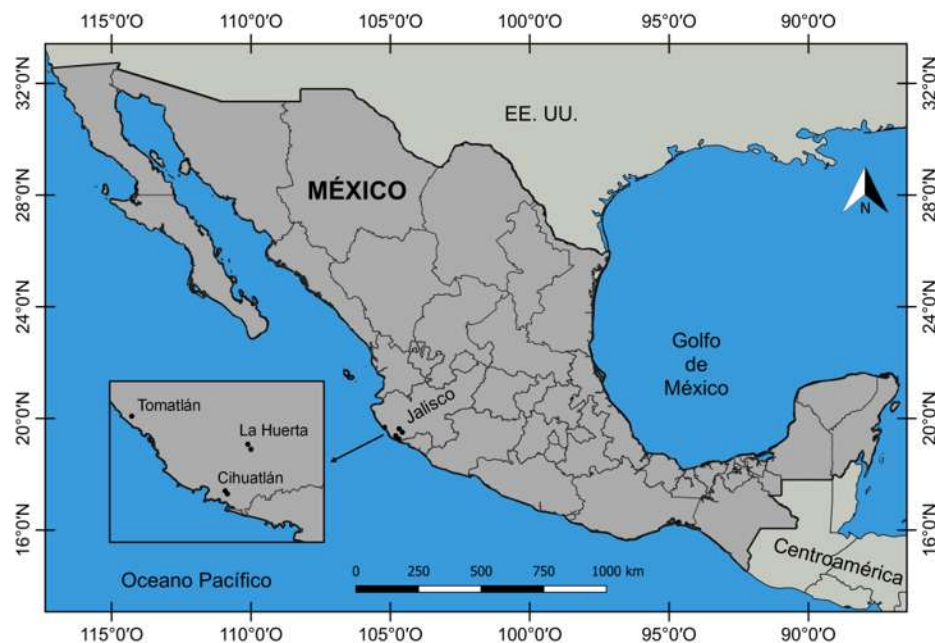 115°0'O 110°0'O 105°0'O 100°0'O 95°0'O 90°0'O
32°0'N 32°0'N
EE. UU.
MÉXICO
N
28°0'N 28°0'N
24°0'N 24°0'N
Golfo
de
México
Jalisco
20°0'N 20°0'N
Tomatlán
La Huerta
Cihuatlán
16°0'N 16°0'N
Centroamérica
Oceano Pacífico
0 250 500 750 1000 km
115°0'O 110°0'O 105°0'O 100°0'O 95°0'O 90°0'O